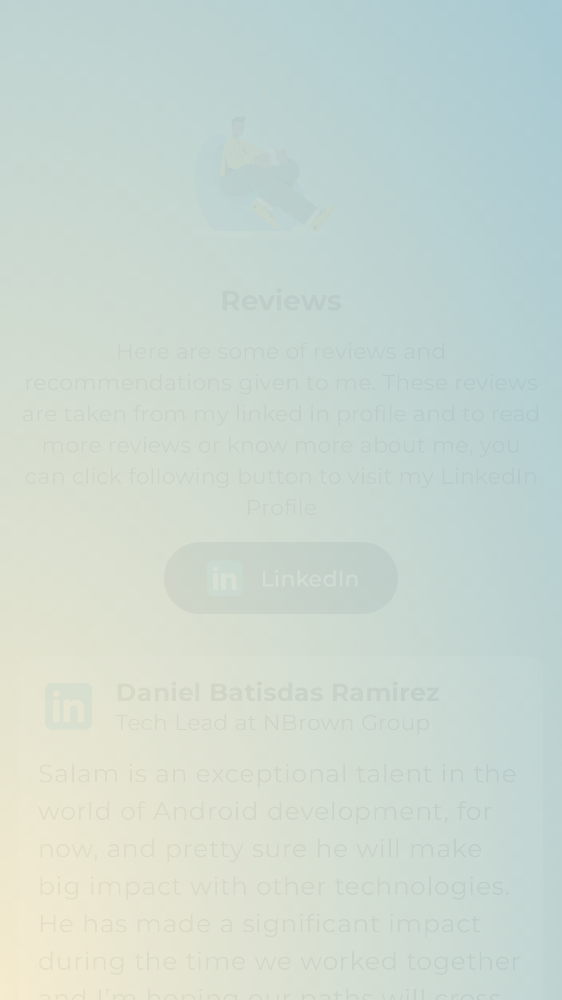 Reviews
Here are some of reviews and
recommendations given to me. These reviews
are taken from my linked in profile and to read
more reviews or know more about me, you
can click following button to visit my LinkedIn
Profile
in LinkedIn
in Daniel Batisdas Ramirez
Tech Lead at NBrown Group
Salam is an exceptional talent in the
world of Android development, for
now, and pretty sure he will make
big impact with other technologies.
He has made a significant impact
during the time we worked together
and I'm hoping our paths will cross